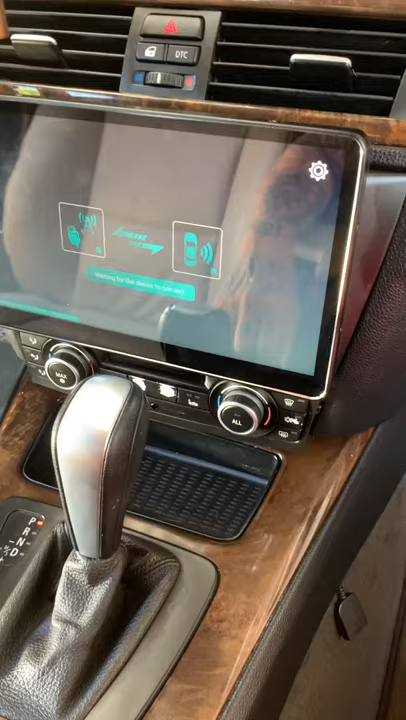 DTC
Waiting for the device to connect
MAX
ALL
P
R
N
D